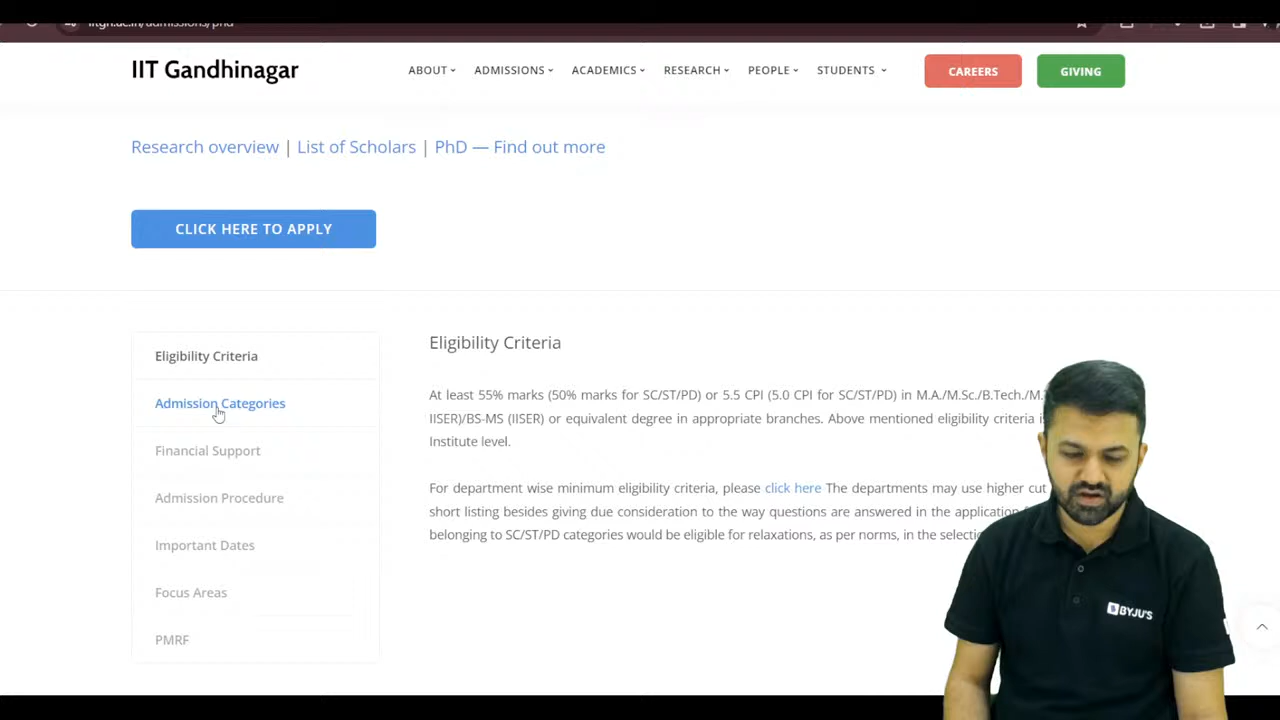 iitgn.ac.in/admissions/phd
IIT Gandhinagar
ABOUT ADMISSIONS ACADEMICS RESEARCH PEOPLE STUDENTS CAREERS GIVING
Research overview | List of Scholars | PhD — Find out more
CLICK HERE TO APPLY
Eligibility Criteria
Admission Categories
Financial Support
Admission Procedure
Important Dates
Focus Areas
PMRF
Eligibility Criteria
At least 55% marks (50% marks for SC/ST/PD) or 5.5 CPI (5.0 CPI for SC/ST/PD) in M.A./M.Sc./B.Tech./M.
IISER)/BS-MS (IISER) or equivalent degree in appropriate branches. Above mentioned eligibility criteria
Institute level.
For department wise minimum eligibility criteria, please click here The departments may use higher cut
short listing besides giving due consideration to the way questions are answered in the application
belonging to SC/ST/PD categories would be eligible for relaxations, as per norms, in the
BYJU'S